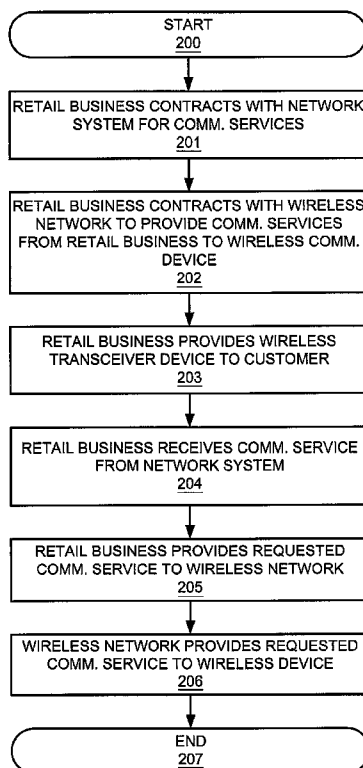 START
200
RETAIL BUSINESS CONTRACTS WITH NETWORK
SYSTEM FOR COMM. SERVICES
201
RETAIL BUSINESS CONTRACTS WITH WIRELESS
NETWORK TO PROVIDE COMM. SERVICES
FROM RETAIL BUSINESS TO WIRELESS COMM.
DEVICE
202
RETAIL BUSINESS PROVIDES WIRELESS
TRANSCEIVER DEVICE TO CUSTOMER
203
RETAIL BUSINESS RECEIVES COMM. SERVICE
FROM NETWORK SYSTEM
204
RETAIL BUSINESS PROVIDES REQUESTED
COMM. SERVICE TO WIRELESS NETWORK
205
WIRELESS NETWORK PROVIDES REQUESTED
COMM. SERVICE TO WIRELESS DEVICE
206
END
207